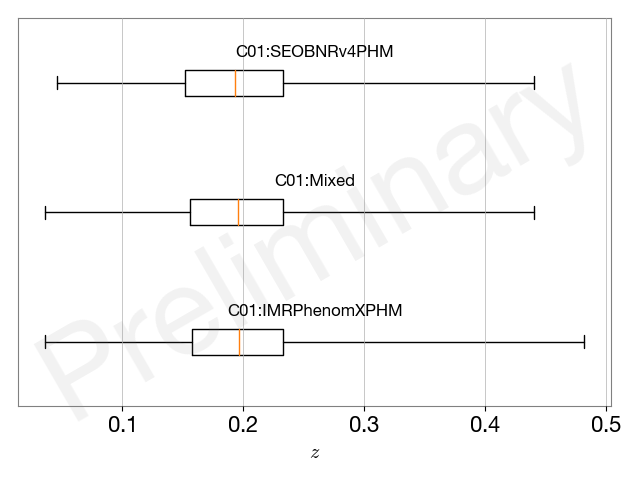 C01:SEOBNRv4PHM
C01:Mixed
C01:IMRPhenomXPHM
Preliminary
0.1 0.2 0.3 0.4 0.5
z